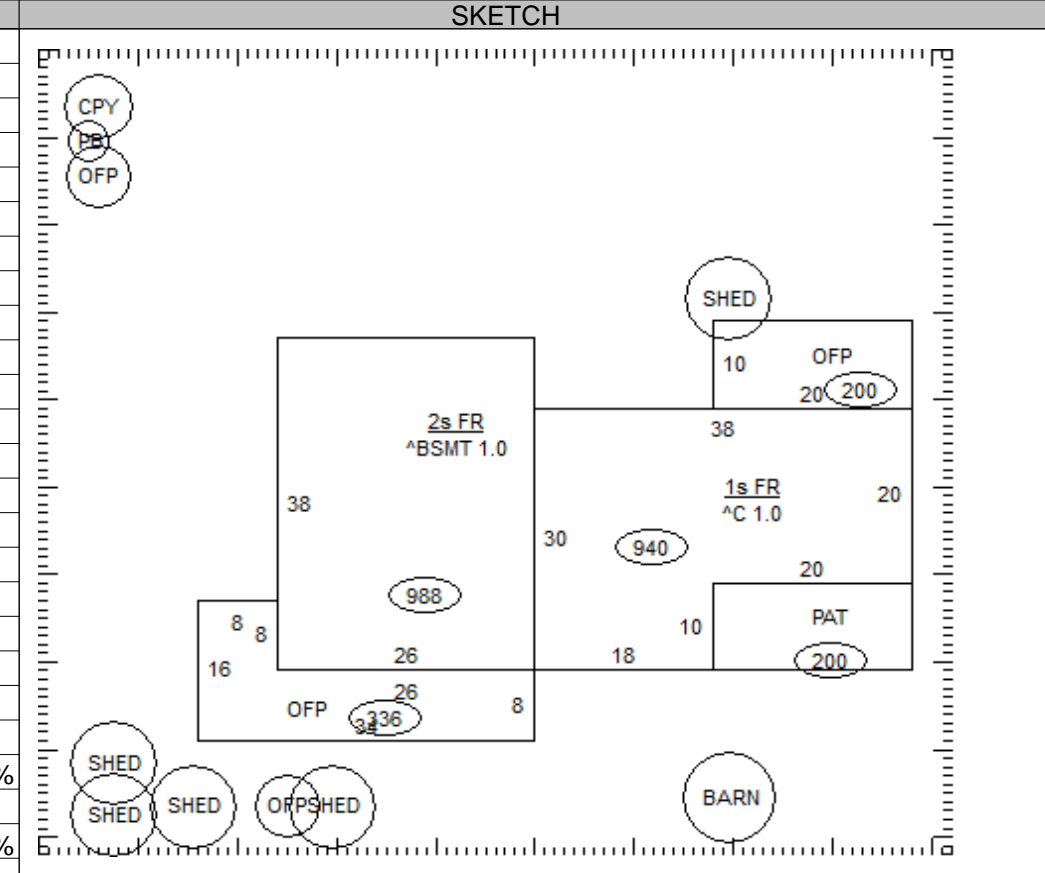 SKETCH
CPY
PB
OFP
SHED
10
OFP
20 200
38
2s FR
^BSMT 1.0
38
1s FR
^C 1.0
20
30
940
20
988
8
8
10
PAT
16
26
18
200
26
OFP
336
34
8
SHED
SHED
SHED
OFP
SHED
BARN
%
%